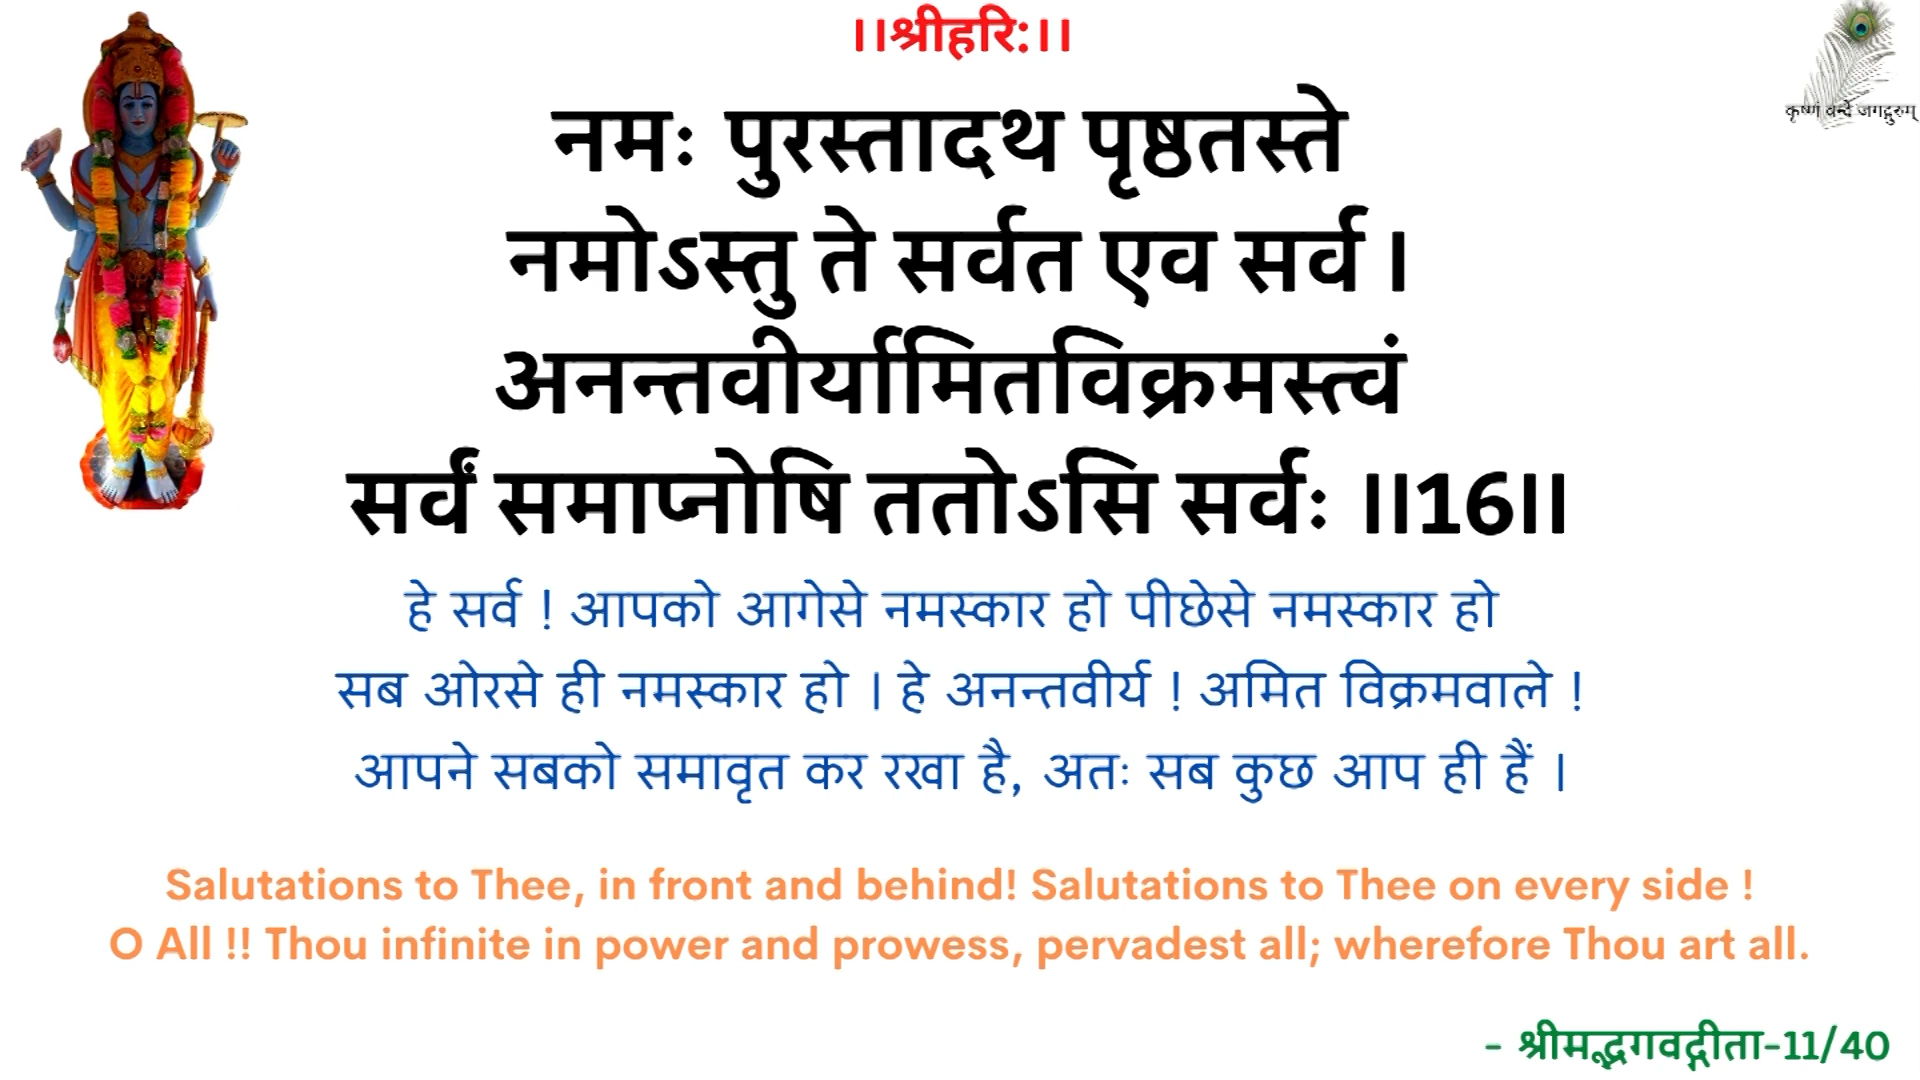 ।।श्रीहरि:।।
कृष्णं वन्दे जगद्गुरुम्
नमः पुरस्तादथ पृष्ठतस्ते
नमोऽस्तु ते सर्वत एव सर्व।
अनन्तवीर्यामितविक्रमस्त्वं
सर्वं समाप्नोषि ततोऽसि सर्वः ॥16॥
हे सर्व ! आपको आगेसे नमस्कार हो पीछेसे नमस्कार हो
सब ओरसे ही नमस्कार हो । हे अनन्तवीर्य ! अमित विक्रमवाले !
आपने सबको समावृत कर रखा है, अतः सब कुछ आप ही हैं ।
Salutations to Thee, in front and behind! Salutations to Thee on every side !
O All !! Thou infinite in power and prowess, pervadest all; wherefore Thou art all.
- श्रीमद्भगवद्गीता-11/40